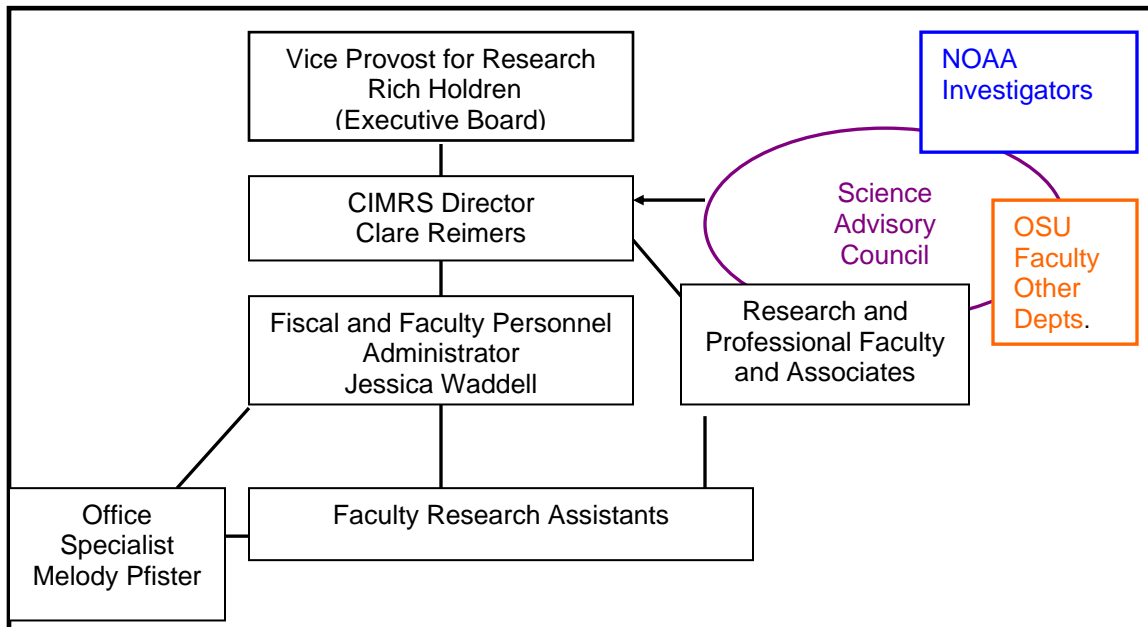 Vice Provost for Research
Rich Holdren
(Executive Board)
NOAA
Investigators
CIMRS Director
Clare Reimers
Science
Advisory
Council
OSU
Faculty
Other
Depts.
Fiscal and Faculty Personnel
Administrator
Jessica Waddell
Research and
Professional Faculty
and Associates
Office
Specialist
Melody Pfister
Faculty Research Assistants